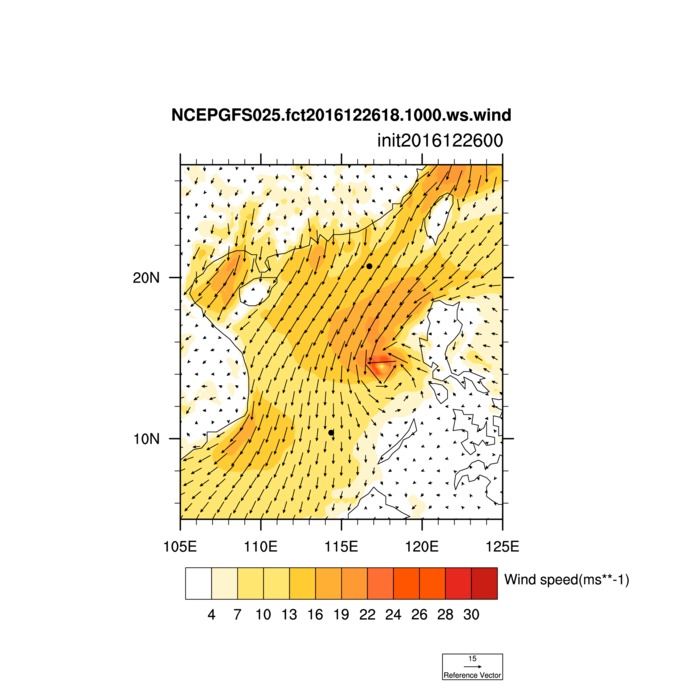 NCEPGFS025.fct2016122618.1000.ws.wind
init2016122600
20N
10N
105E 110E 115E 120E 125E
Wind speed(ms**-1)
4 7 10 13 16 19 22 24 26 28 30
15
Reference Vector